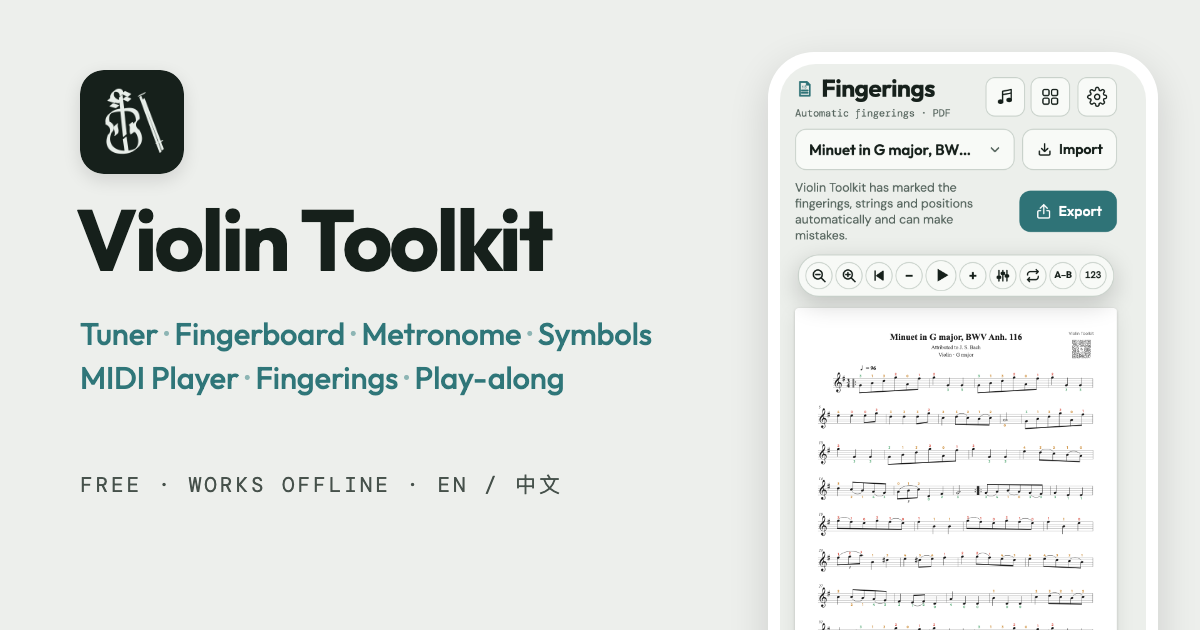 Violin Toolkit
Tuner · Fingerboard · Metronome · Symbols
MIDI Player · Fingerings · Play-along
FREE · WORKS OFFLINE · EN / 中文
Fingerings
Automatic fingerings · PDF
Minuet in G major, BW...
Import
Violin Toolkit has marked the
fingerings, strings and positions
automatically and can make
mistakes.
Export
A–B
123
Minuet in G major, BWV Anh. 116
Attributed to J. S. Bach
Violin · G major
Violin Toolkit
♩ = 96